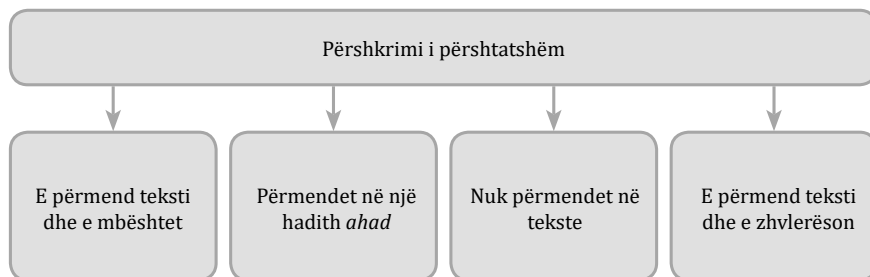 Përshkrimi i përshtatshëm
E përmend teksti
dhe e mbështet
Përmendet në një
hadith ahad
Nuk përmendet në
tekste
E përmend teksti
dhe e zhvlerëson